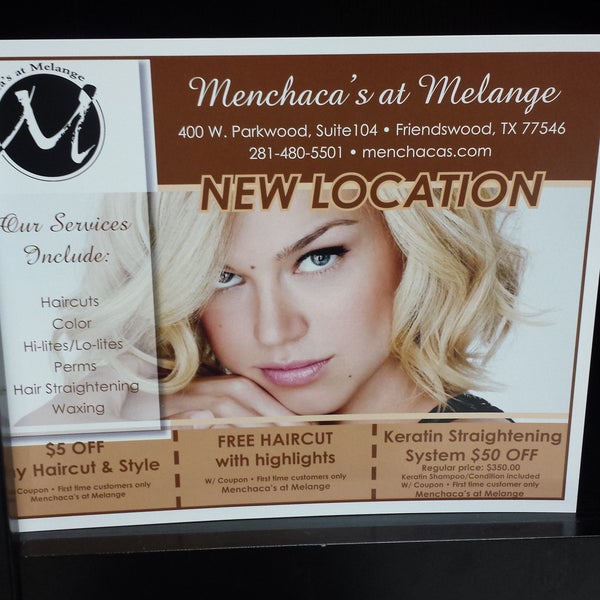 's at Melange
M
Menchaca's at Melange
400 W. Parkwood, Suite104 • Friendswood, TX 77546
281-480-5501 • menchacas.com
NEW LOCATION
Our Services
Include:
Haircuts
Color
Hi-lites/Lo-lites
Perms
Hair Straightening
Waxing
$5 OFF
y Haircut & Style
Coupon • First time customers only
Menchaca's at Melange
FREE HAIRCUT
with highlights
W/ Coupon • First time customers only
Menchaca's at Melange
Keratin Straightening
System $50 OFF
Regular price: $350.00
Keratin Shampoo/Condition included
W/ Coupon • First time customers only
Menchaca's at Melange